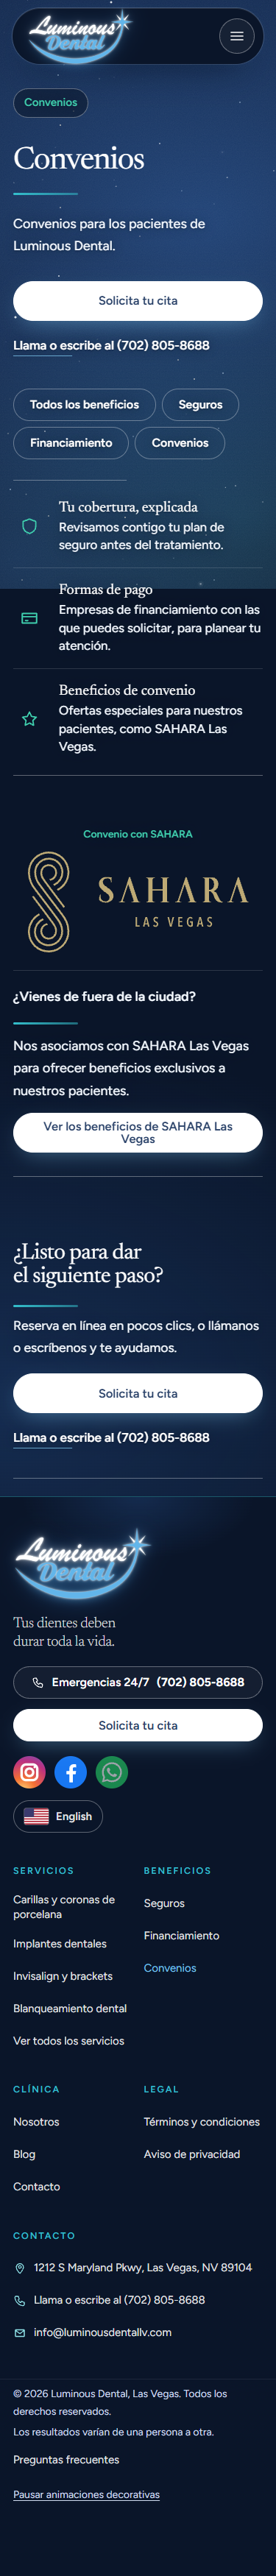 Luminous
Dental
Convenios
Convenios
Convenios para los pacientes de
Luminous Dental.
Solicita tu cita
Llama o escribe al (702) 805-8688
Todos los beneficios
Seguros
Financiamiento
Convenios
Tu cobertura, explicada
Revisamos contigo tu plan de
seguro antes del tratamiento.
Formas de pago
Empresas de financiamiento con las
que puedes solicitar, para planear tu
atención.
Beneficios de convenio
Ofertas especiales para nuestros
pacientes, como SAHARA Las
Vegas.
Convenio con SAHARA
SAHARA
LAS VEGAS
¿Vienes de fuera de la ciudad?
Nos asociamos con SAHARA Las Vegas
para ofrecer beneficios exclusivos a
nuestros pacientes.
Ver los beneficios de SAHARA Las
Vegas
¿Listo para dar
el siguiente paso?
Reserva en línea en pocos clics, o llámanos
o escríbenos y te ayudamos.
Solicita tu cita
Llama o escribe al (702) 805-8688
Luminous
Dental
Tus dientes deben
durar toda la vida.
Emergencias 24/7 (702) 805-8688
Solicita tu cita
English
SERVICIOS
Carillas y coronas de
porcelana
Implantes dentales
Invisalign y brackets
Blanqueamiento dental
Ver todos los servicios
BENEFICIOS
Seguros
Financiamiento
Convenios
CLÍNICA
Nosotros
Blog
Contacto
LEGAL
Términos y condiciones
Aviso de privacidad
CONTACTO
1212 S Maryland Pkwy, Las Vegas, NV 89104
Llama o escribe al (702) 805-8688
info@luminousdentallv.com
© 2026 Luminous Dental, Las Vegas. Todos los
derechos reservados.
Los resultados varían de una persona a otra.
Preguntas frecuentes
Pausar animaciones decorativas